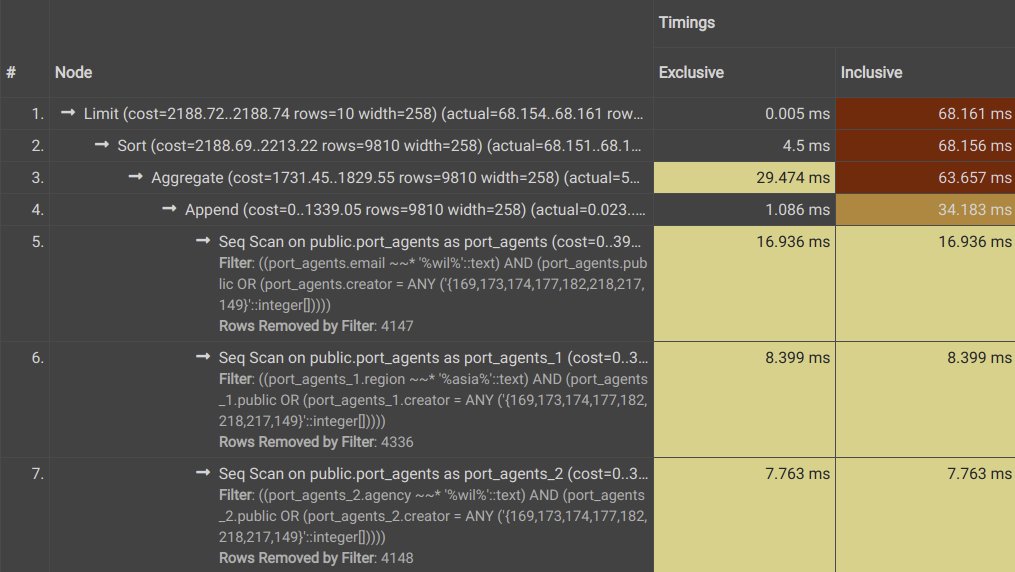 Timings
# Node Exclusive Inclusive
1. → Limit (cost=2188.72..2188.74 rows=10 width=258) (actual=68.154..68.161 row... 0.005 ms 68.161 ms
2. → Sort (cost=2188.69..2213.22 rows=9810 width=258) (actual=68.151..68.1... 4.5 ms 68.156 ms
3. → Aggregate (cost=1731.45..1829.55 rows=9810 width=258) (actual=5... 29.474 ms 63.657 ms
4. → Append (cost=0..1339.05 rows=9810 width=258) (actual=0.023..... 1.086 ms 34.183 ms
5. → Seq Scan on public.port_agents as port_agents (cost=0..39... 16.936 ms 16.936 ms
Filter: ((port_agents.email ~~* '%wil%'::text) AND (port_agents.pub
lic OR (port_agents.creator = ANY ('{169,173,174,177,182,218,217,
149}'::integer[]))))
Rows Removed by Filter: 4147
6. → Seq Scan on public.port_agents as port_agents_1 (cost=0..3... 8.399 ms 8.399 ms
Filter: ((port_agents_1.region ~~* '%asia%'::text) AND (port_agents
_1.public OR (port_agents_1.creator = ANY ('{169,173,174,177,182,
218,217,149}'::integer[]))))
Rows Removed by Filter: 4336
7. → Seq Scan on public.port_agents as port_agents_2 (cost=0..3... 7.763 ms 7.763 ms
Filter: ((port_agents_2.agency ~~* '%wil%'::text) AND (port_agents
_2.public OR (port_agents_2.creator = ANY ('{169,173,174,177,182,
218,217,149}'::integer[]))))
Rows Removed by Filter: 4148